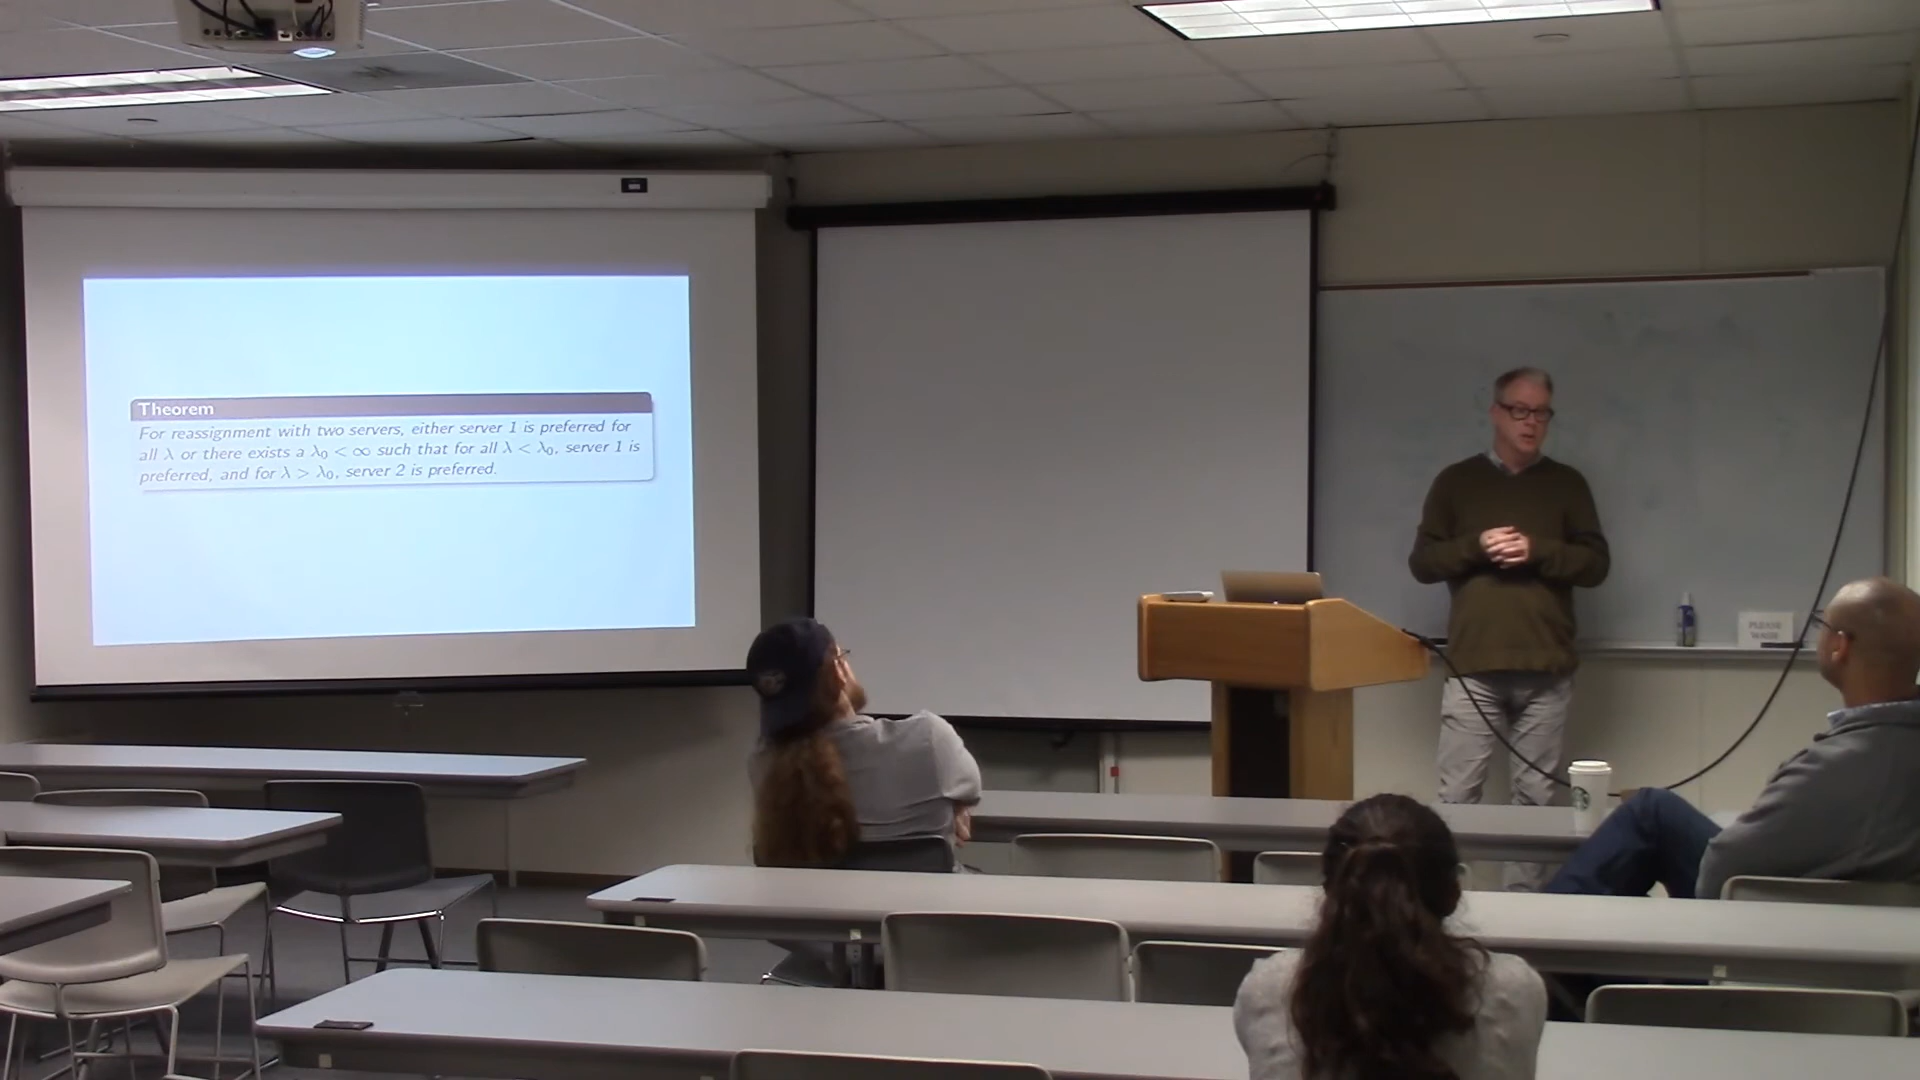 Theorem
For reassignment with two servers, either server 1 is preferred for
all λ or there exists a λ₀ < ∞ such that for all λ < λ₀, server 1 is
preferred, and for λ > λ₀, server 2 is preferred.
PLEASE